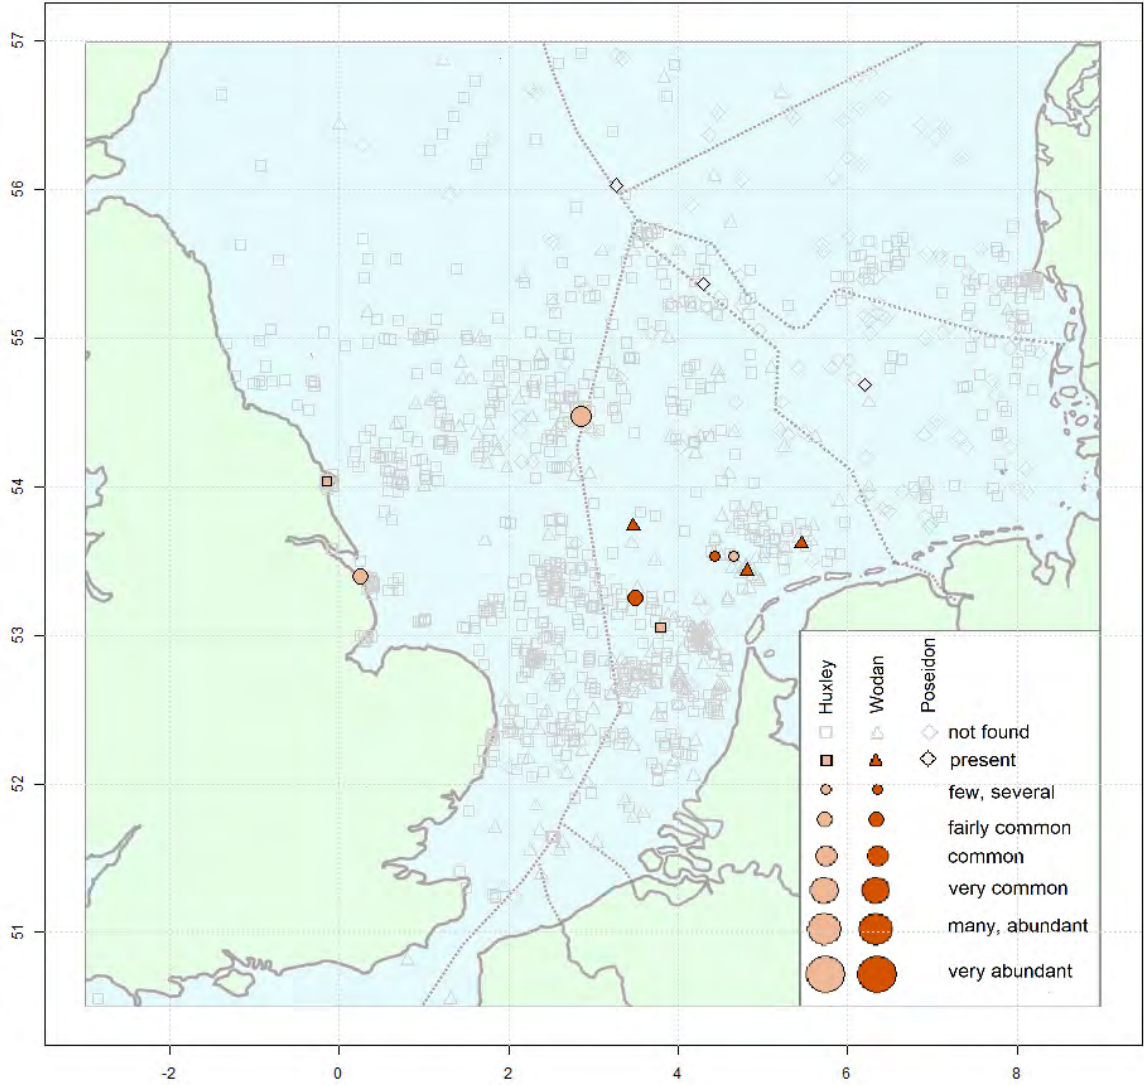 57
56
55
54
53
52
51
Huxley
Wodan
Poseidon
not found
present
few, several
fairly common
common
very common
many, abundant
very abundant
-2
0
2
4
6
8